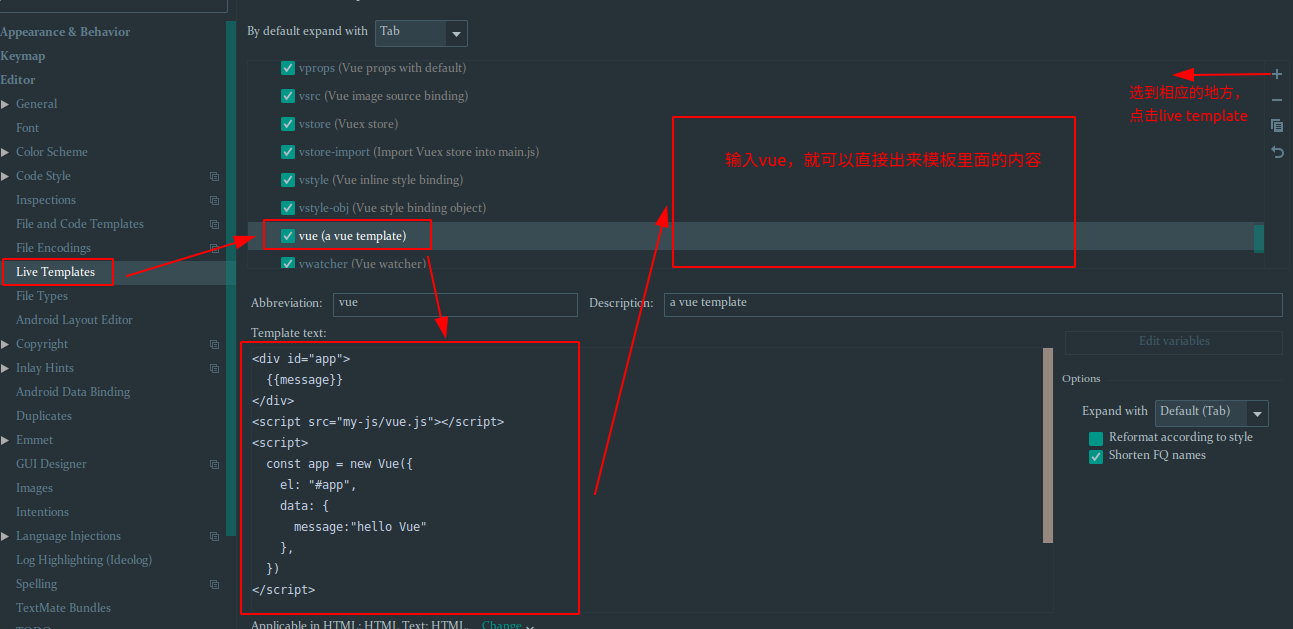 Appearance & Behavior
Keymap
Editor
General
Font
Color Scheme
Code Style
Inspections
File and Code Templates
File Encodings
Live Templates
File Types
Android Layout Editor
Copyright
Inlay Hints
Android Data Binding
Duplicates
Emmet
GUI Designer
Images
Intentions
Language Injections
Log Highlighting (Ideolog)
Spelling
TextMate Bundles
By default expand with Tab
vprops (Vue props with default)
vsrc (Vue image source binding)
vstore (Vuex store)
vstore-import (Import Vuex store into main.js)
vstyle (Vue inline style binding)
vstyle-obj (Vue style binding object)
vue (a vue template)
vwatcher (Vue watcher)
选到相应的地方，
点击live template
输入vue，就可以直接出来模板里面的内容
Abbreviation: vue Description: a vue template
Template text:
<div id="app">
{{message}}
</div>
<script src="my-js/vue.js"></script>
<script>
const app = new Vue({
el: "#app",
data: {
message:"hello Vue"
},
})
</script>
Edit variables
Options
Expand with Default (Tab)
Reformat according to style
Shorten FQ names
Applicable in HTML: HTML Text; HTML. Change